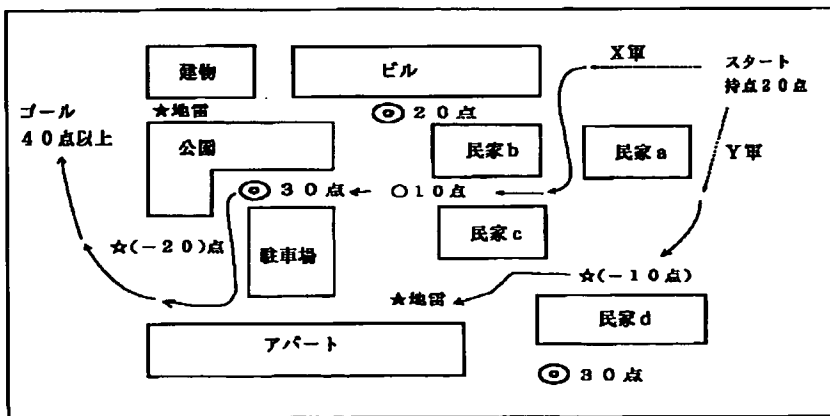 建物
ビル
X軍
スタート
持点20点
★地雷
◎20点
ゴール
40点以上
公園
民家b
民家a
Y軍
◎30点
○10点
民家c
☆(-20)点
駐車場
★地雷
☆(-10点)
民家d
アパート
◎30点